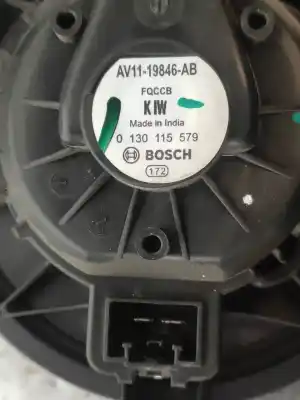 AV11-19846-AB
FQCCB
KIW
Made in India
0 130 115 579
BOSCH
172